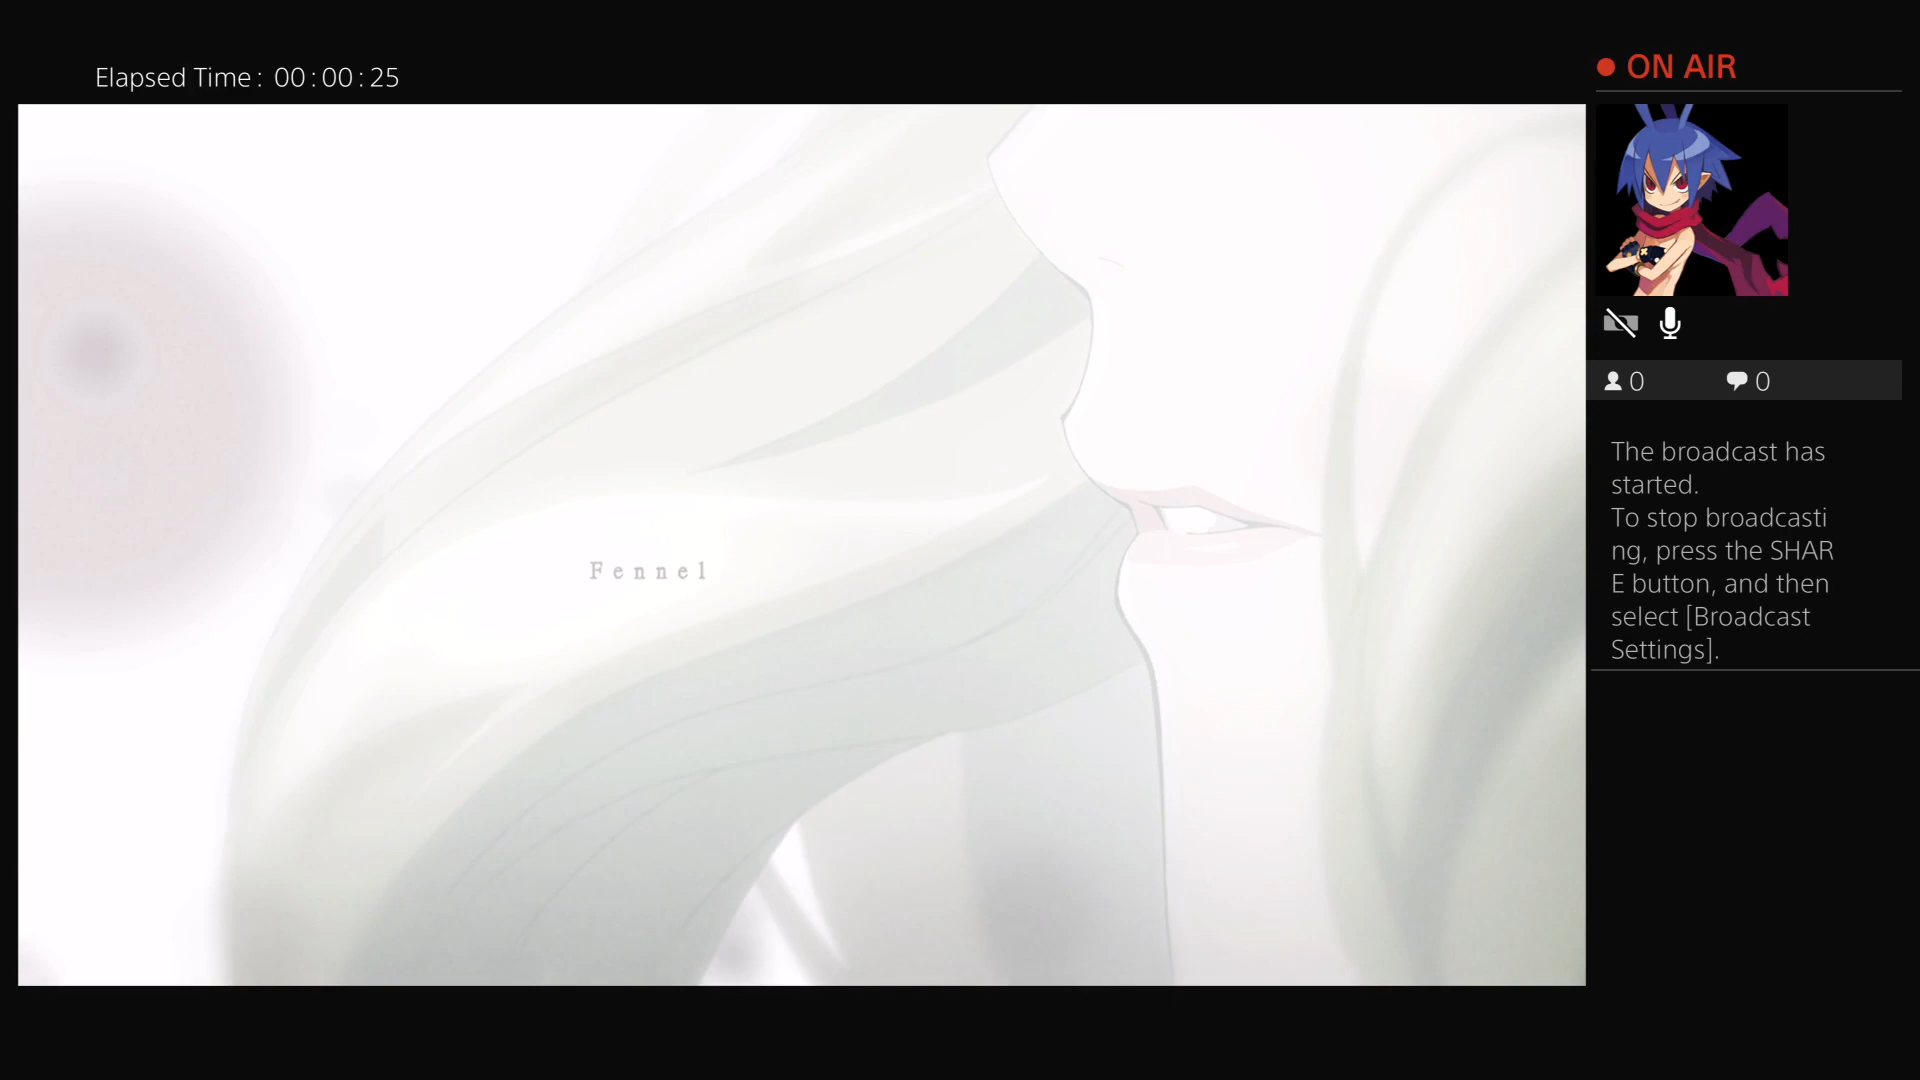 Elapsed Time: 00:00:25
ON AIR
0 0
The broadcast has
started.
To stop broadcasti
ng, press the SHAR
E button, and then
select [Broadcast
Settings].
Fennel